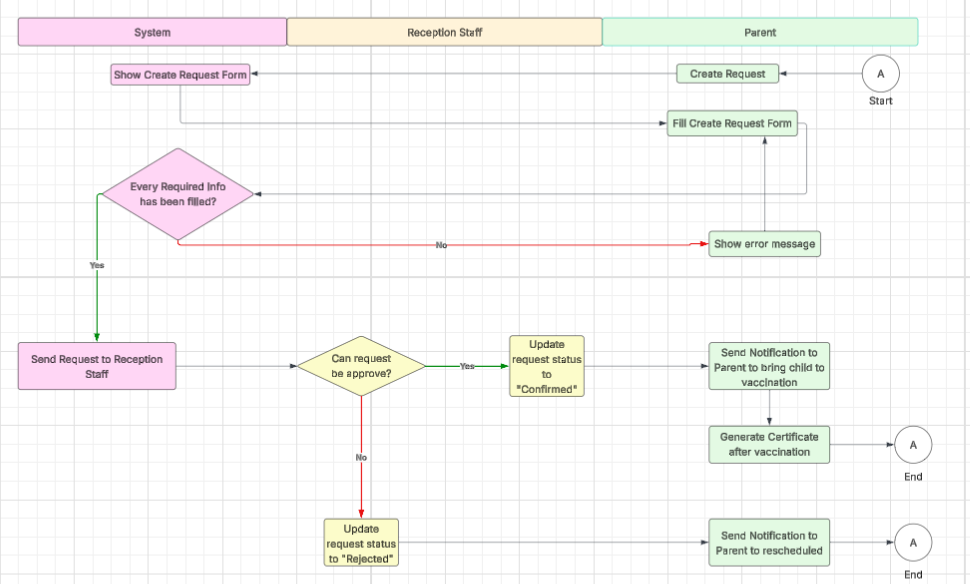 System
Reception Staff
Parent
Show Create Request Form
Create Request
A
Start
Fill Create Request Form
Every Required Info
has been filled?
No
Show error message
Yes
Send Request to Reception
Staff
Can request
be approve?
Yes
Update
request status
to
"Confirmed"
Send Notification to
Parent to bring child to
vaccination
Generate Certificate
after vaccination
A
End
No
Update
request status
to "Rejected"
Send Notification to
Parent to rescheduled
A
End